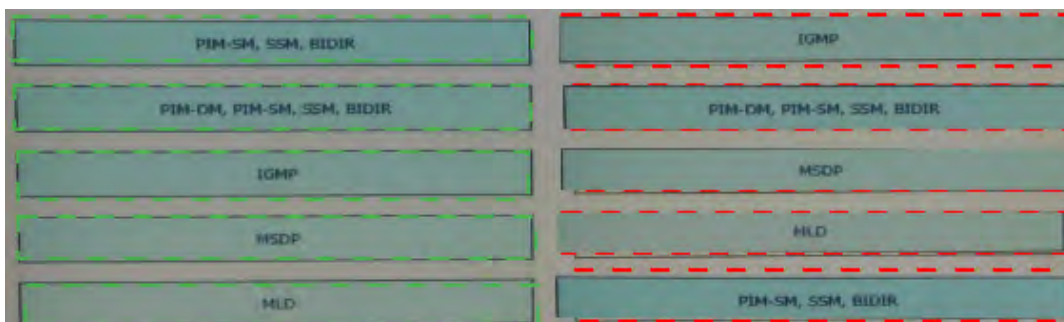 PIM-SM, SSM, BIDIR
PIM-DM, PIM-SM, SSM, BIDIR
IGMP
MSDP
MLD
IGMP
PIM-DM, PIM-SM, SSM, BIDIR
MSDP
MLD
PIM-SM, SSM, BIDIR